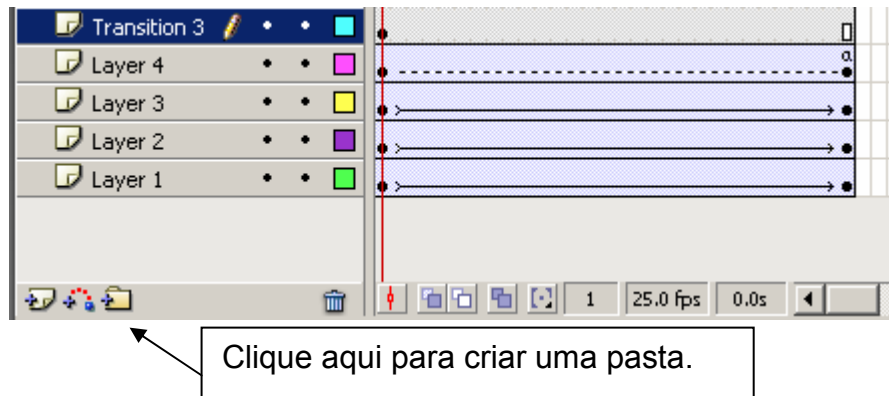 Transition 3
Layer 4 a
Layer 3
Layer 2
Layer 1
1 25.0 fps 0.0s
Clique aqui para criar uma pasta.